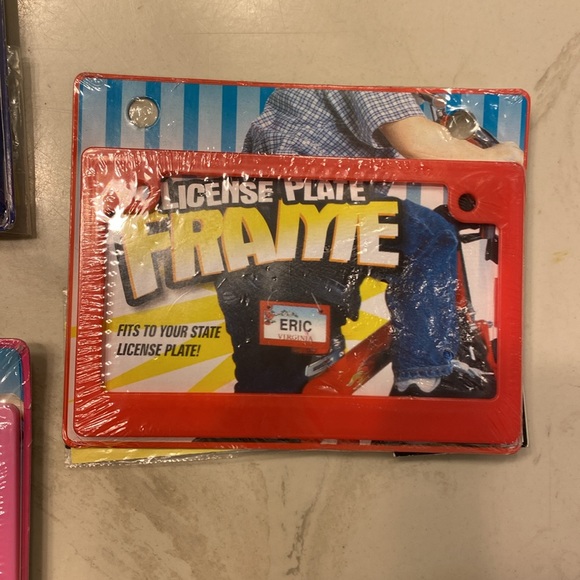 LICENSE PLATE
FRAME
FITS TO YOUR STATE
LICENSE PLATE!
ERIC
VIRGINIA